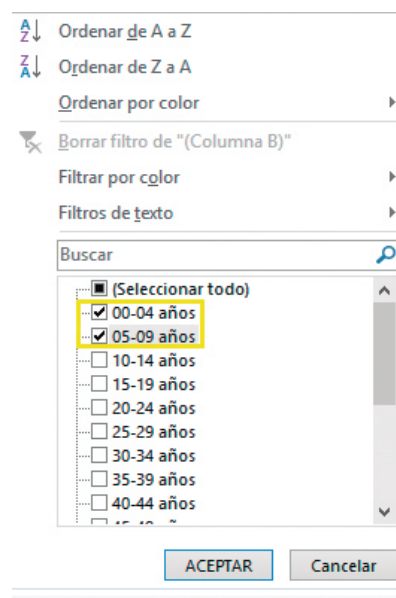 Ordenar de A a Z
Ordenar de Z a A
Ordenar por color
Borrar filtro de "(Columna B)"
Filtrar por color
Filtros de texto
Buscar
(Seleccionar todo)
00-04 años
05-09 años
10-14 años
15-19 años
20-24 años
25-29 años
30-34 años
35-39 años
40-44 años
ACEPTAR Cancelar